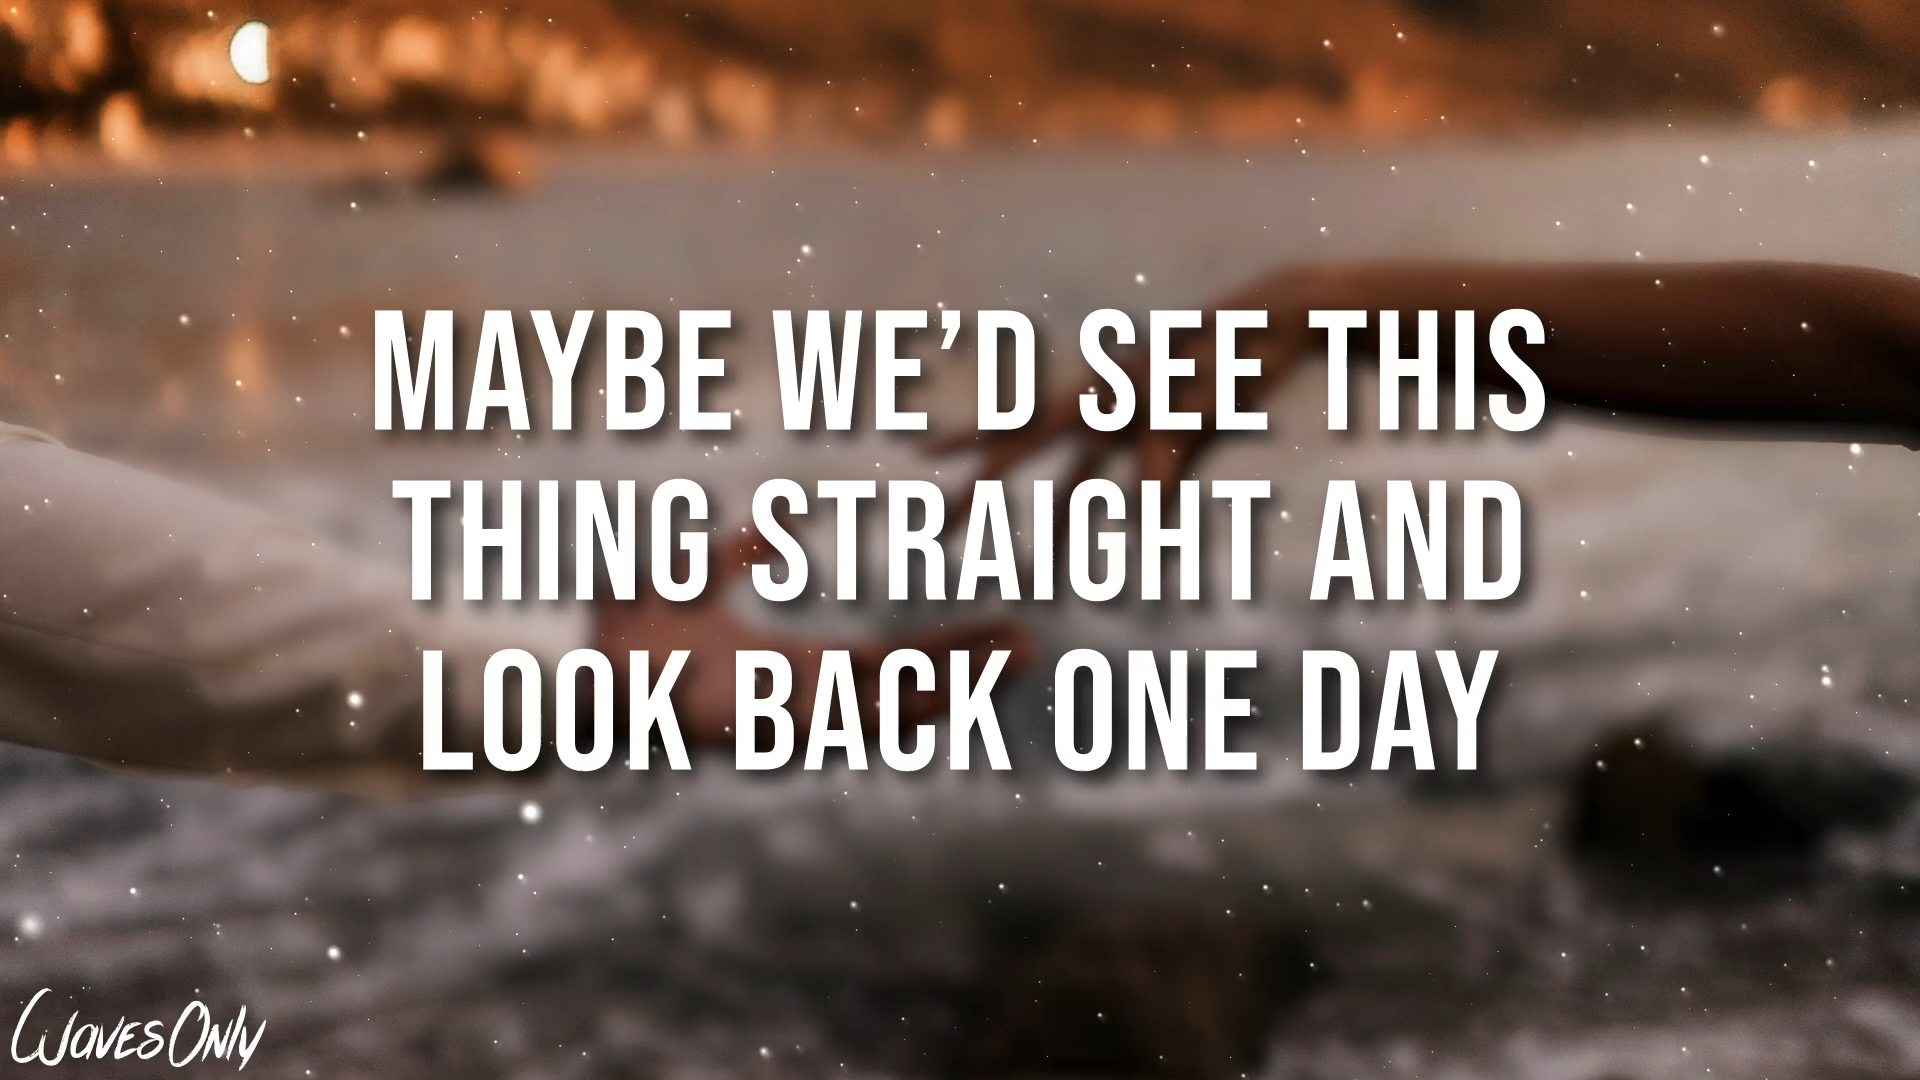 MAYBE WE’D SEE THIS
THING STRAIGHT AND
LOOK BACK ONE DAY
WavesOnly